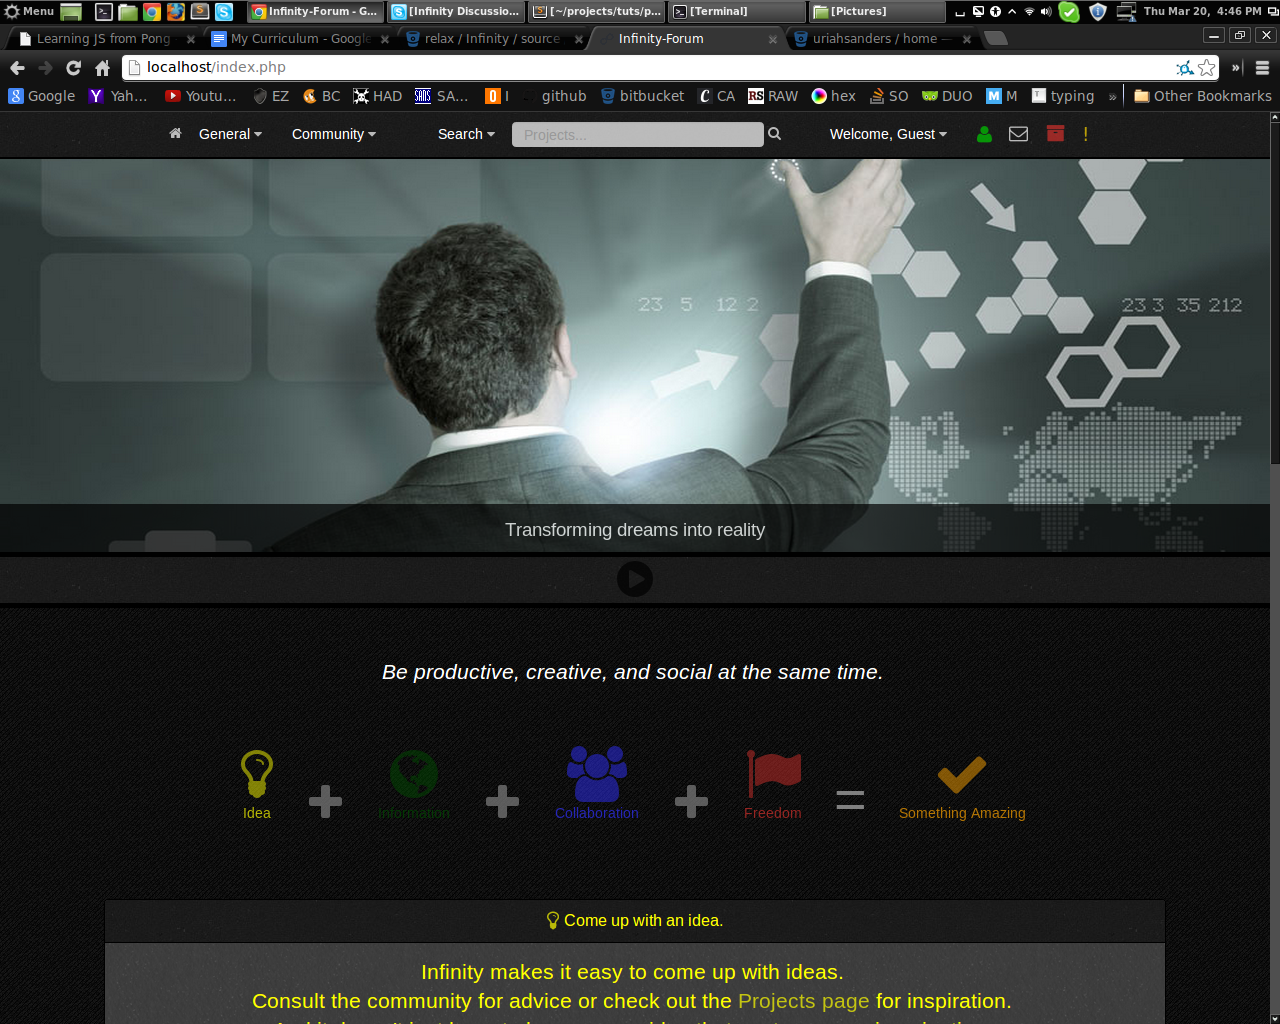 Menu
Infinity-Forum - G...
[Infinity Discussio...
[~/projects/tuts/p...
[Terminal]
[Pictures]
Thu Mar 20, 4:46 PM
Learning JS from Pong
My Curriculum - Google
relax / Infinity / source
Infinity-Forum
uriahsanders / home —
localhost/index.php
Google
Yah...
Youtu...
EZ
BC
HAD
SA...
I
github
bitbucket
CA
RAW
hex
SO
DUO
M
typing
»
Other Bookmarks
General
Community
Search
Projects...
Welcome, Guest
!
23 5 12 2
23 3 35 212
Transforming dreams into reality
Be productive, creative, and social at the same time.
Idea
Information
Collaboration
Freedom
Something Amazing
Come up with an idea.
Infinity makes it easy to come up with ideas.
Consult the community for advice or check out the Projects page for inspiration.